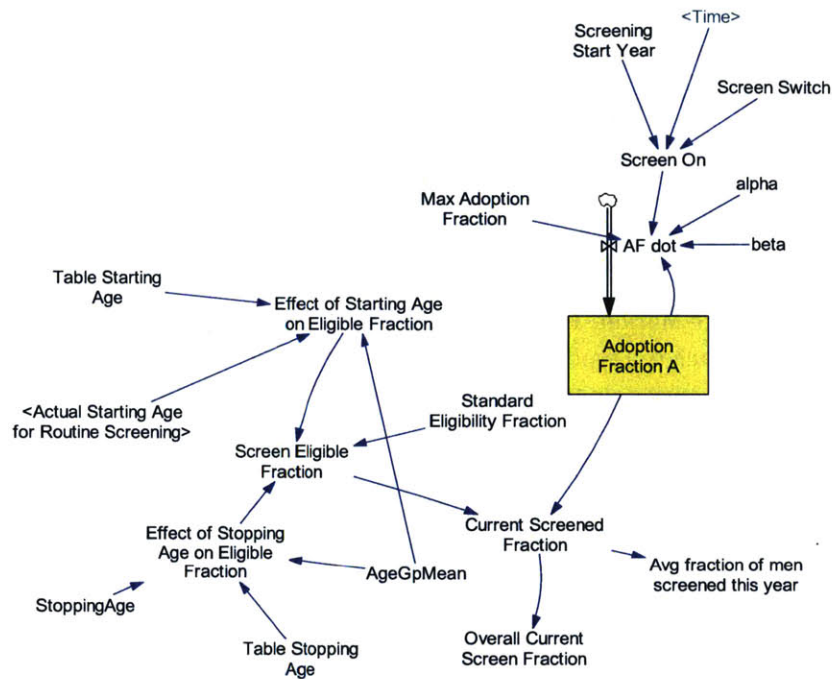 Screening
Start Year
<Time>
Screen Switch
Screen On
alpha
Max Adoption
Fraction
AF dot
beta
Table Starting
Age
Effect of Starting Age
on Eligible Fraction
Adoption
Fraction A
<Actual Starting Age
for Routine Screening>
Standard
Eligibility Fraction
Screen Eligible
Fraction
Effect of Stopping
Age on Eligible
Fraction
Current Screened
Fraction
AgeGpMean
Avg fraction of men
screened this year
StoppingAge
Table Stopping
Age
Overall Current
Screen Fraction